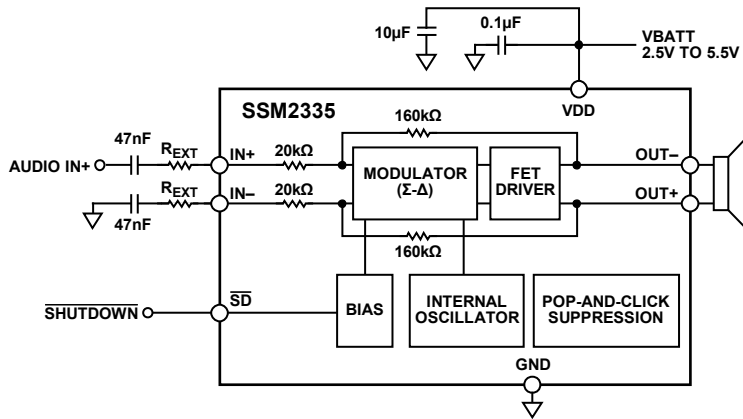 10µF
0.1µF
VBATT
2.5V TO 5.5V
SSM2335
VDD
160kΩ
47nF
REXT
IN+
20kΩ
AUDIO IN+
MODULATOR
(Σ-Δ)
FET
DRIVER
OUT–
REXT
IN–
20kΩ
OUT+
47nF
160kΩ
SHUTDOWN
SD
BIAS
INTERNAL
OSCILLATOR
POP-AND-CLICK
SUPPRESSION
GND